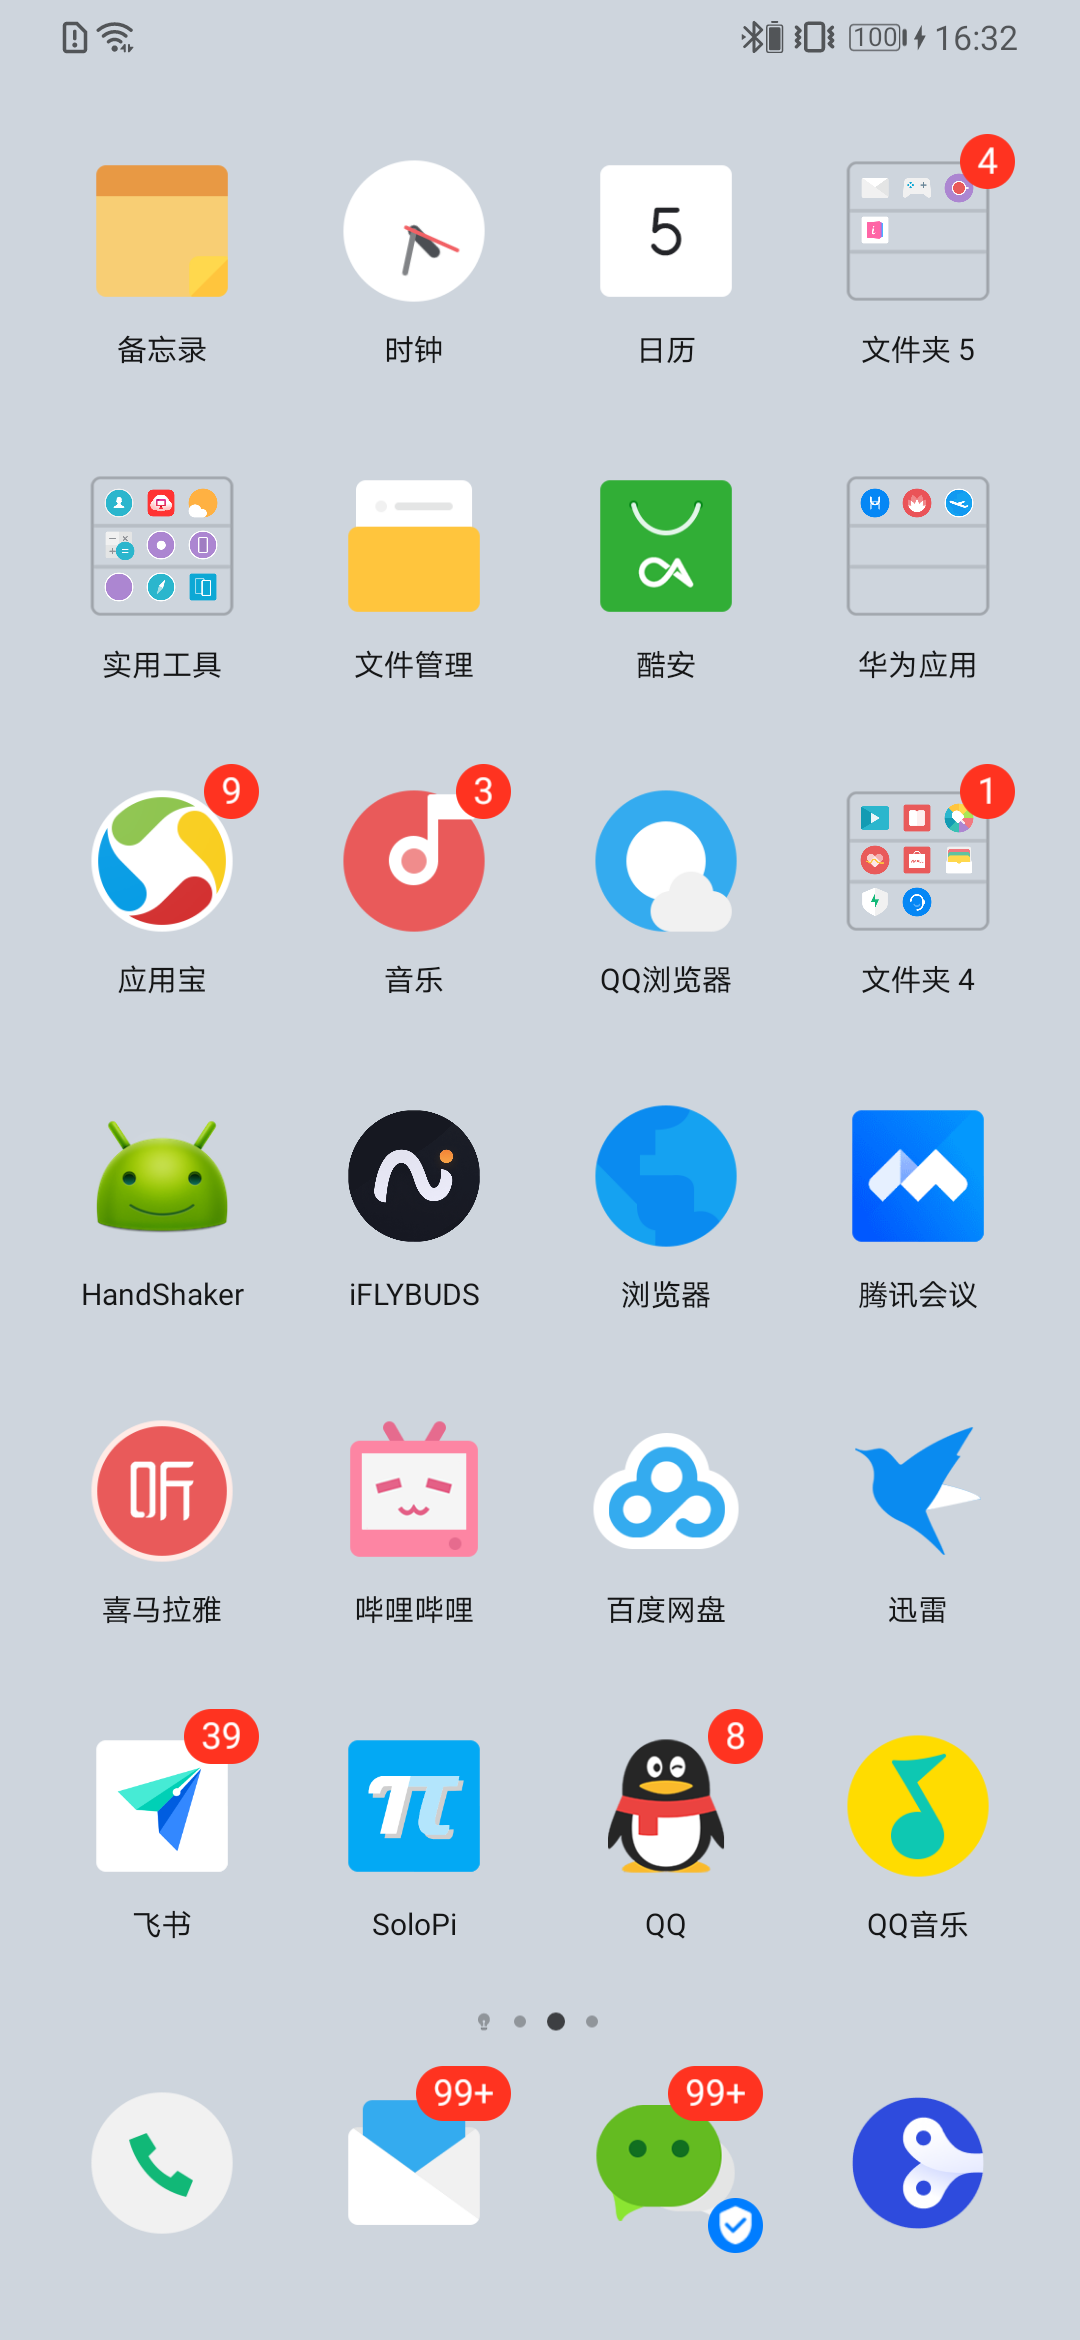 100 16:32
5
4
备忘录 时钟 日历 文件夹 5
实用工具 文件管理 酷安 华为应用
9 3 1
应用宝 音乐 QQ浏览器 文件夹 4
HandShaker iFLYBUDS 浏览器 腾讯会议
听
喜马拉雅 哔哩哔哩 百度网盘 迅雷
39 8
飞书 SoloPi QQ QQ音乐
99+ 99+